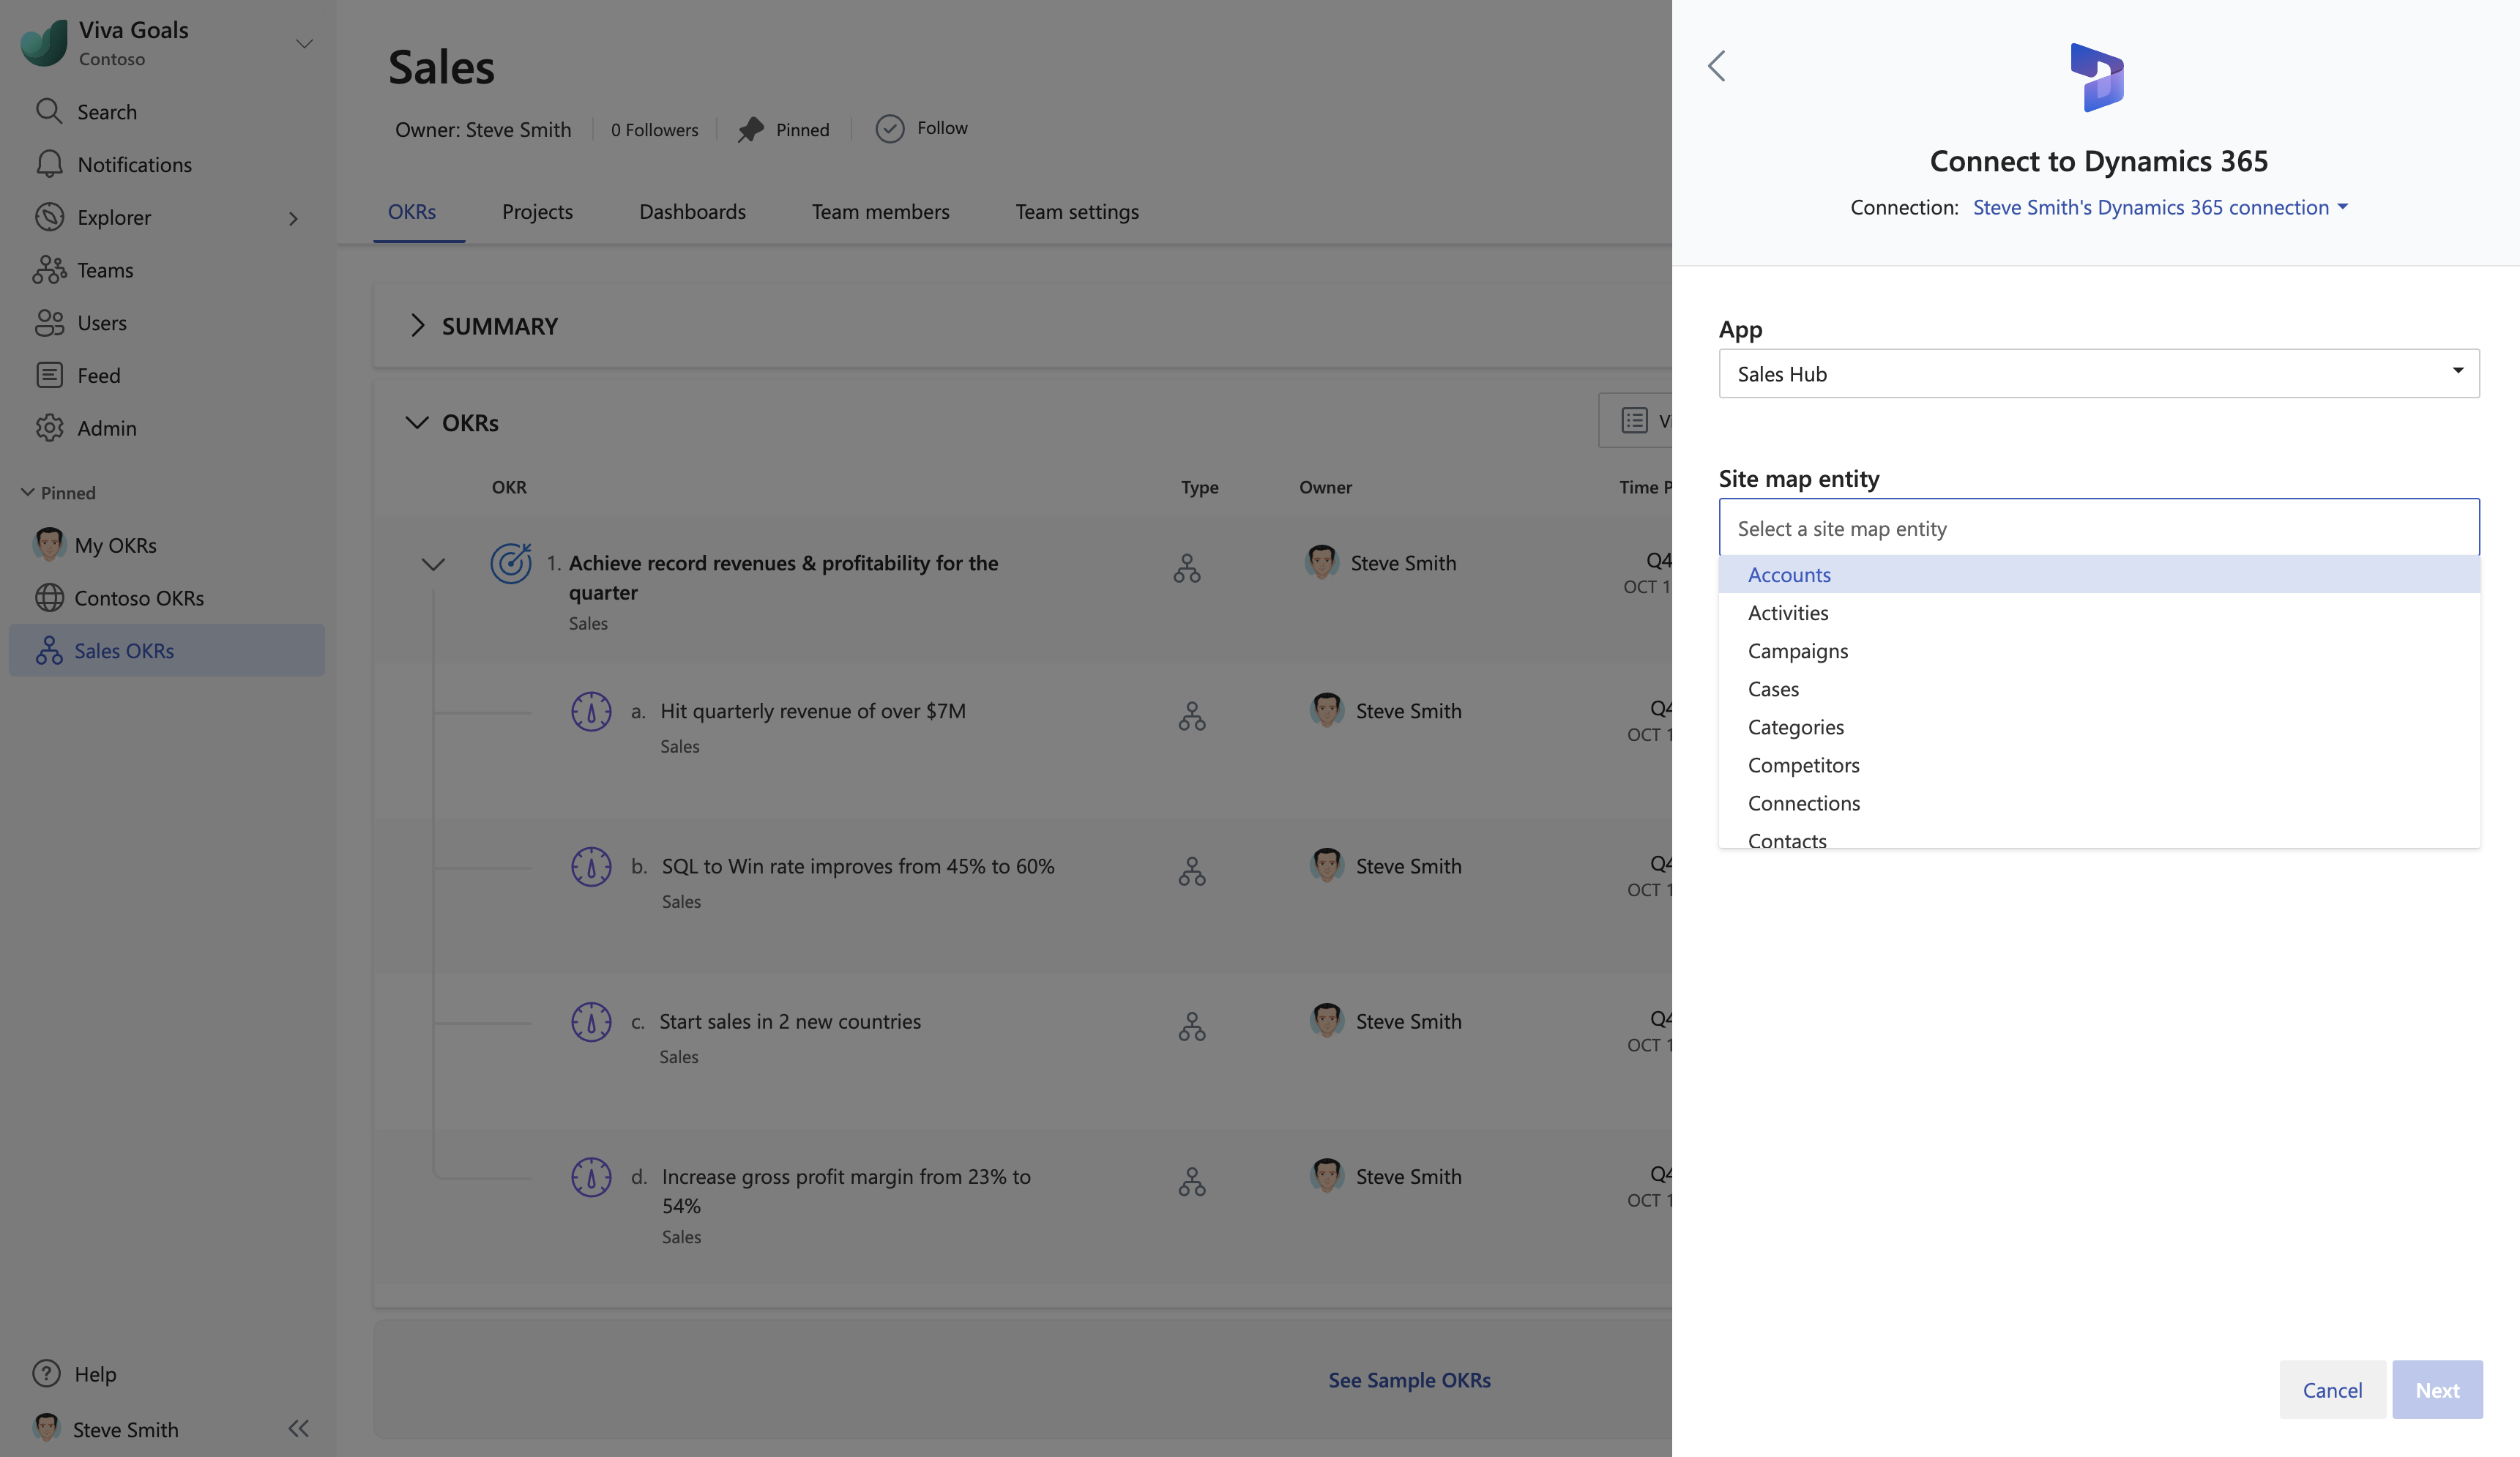 Viva Goals
Contoso
Search
Notifications
Explorer
Teams
Users
Feed
Admin
Pinned
My OKRs
Contoso OKRs
Sales OKRs
Help
Steve Smith
Sales
Owner: Steve Smith
0 Followers
Pinned
Follow
OKRs
Projects
Dashboards
Team members
Team settings
SUMMARY
OKRs
OKR
Type
Owner
Time P
1. Achieve record revenues & profitability for the
quarter
Sales
Steve Smith
Q4
OCT 1
a. Hit quarterly revenue of over $7M
Sales
Steve Smith
Q4
OCT 1
b. SQL to Win rate improves from 45% to 60%
Sales
Steve Smith
Q4
OCT 1
c. Start sales in 2 new countries
Sales
Steve Smith
Q4
OCT 1
d. Increase gross profit margin from 23% to
54%
Sales
Steve Smith
Q4
OCT 1
See Sample OKRs
Connect to Dynamics 365
Connection: Steve Smith's Dynamics 365 connection
App
Sales Hub
Site map entity
Select a site map entity
Accounts
Activities
Campaigns
Cases
Categories
Competitors
Connections
Contacts
Cancel
Next